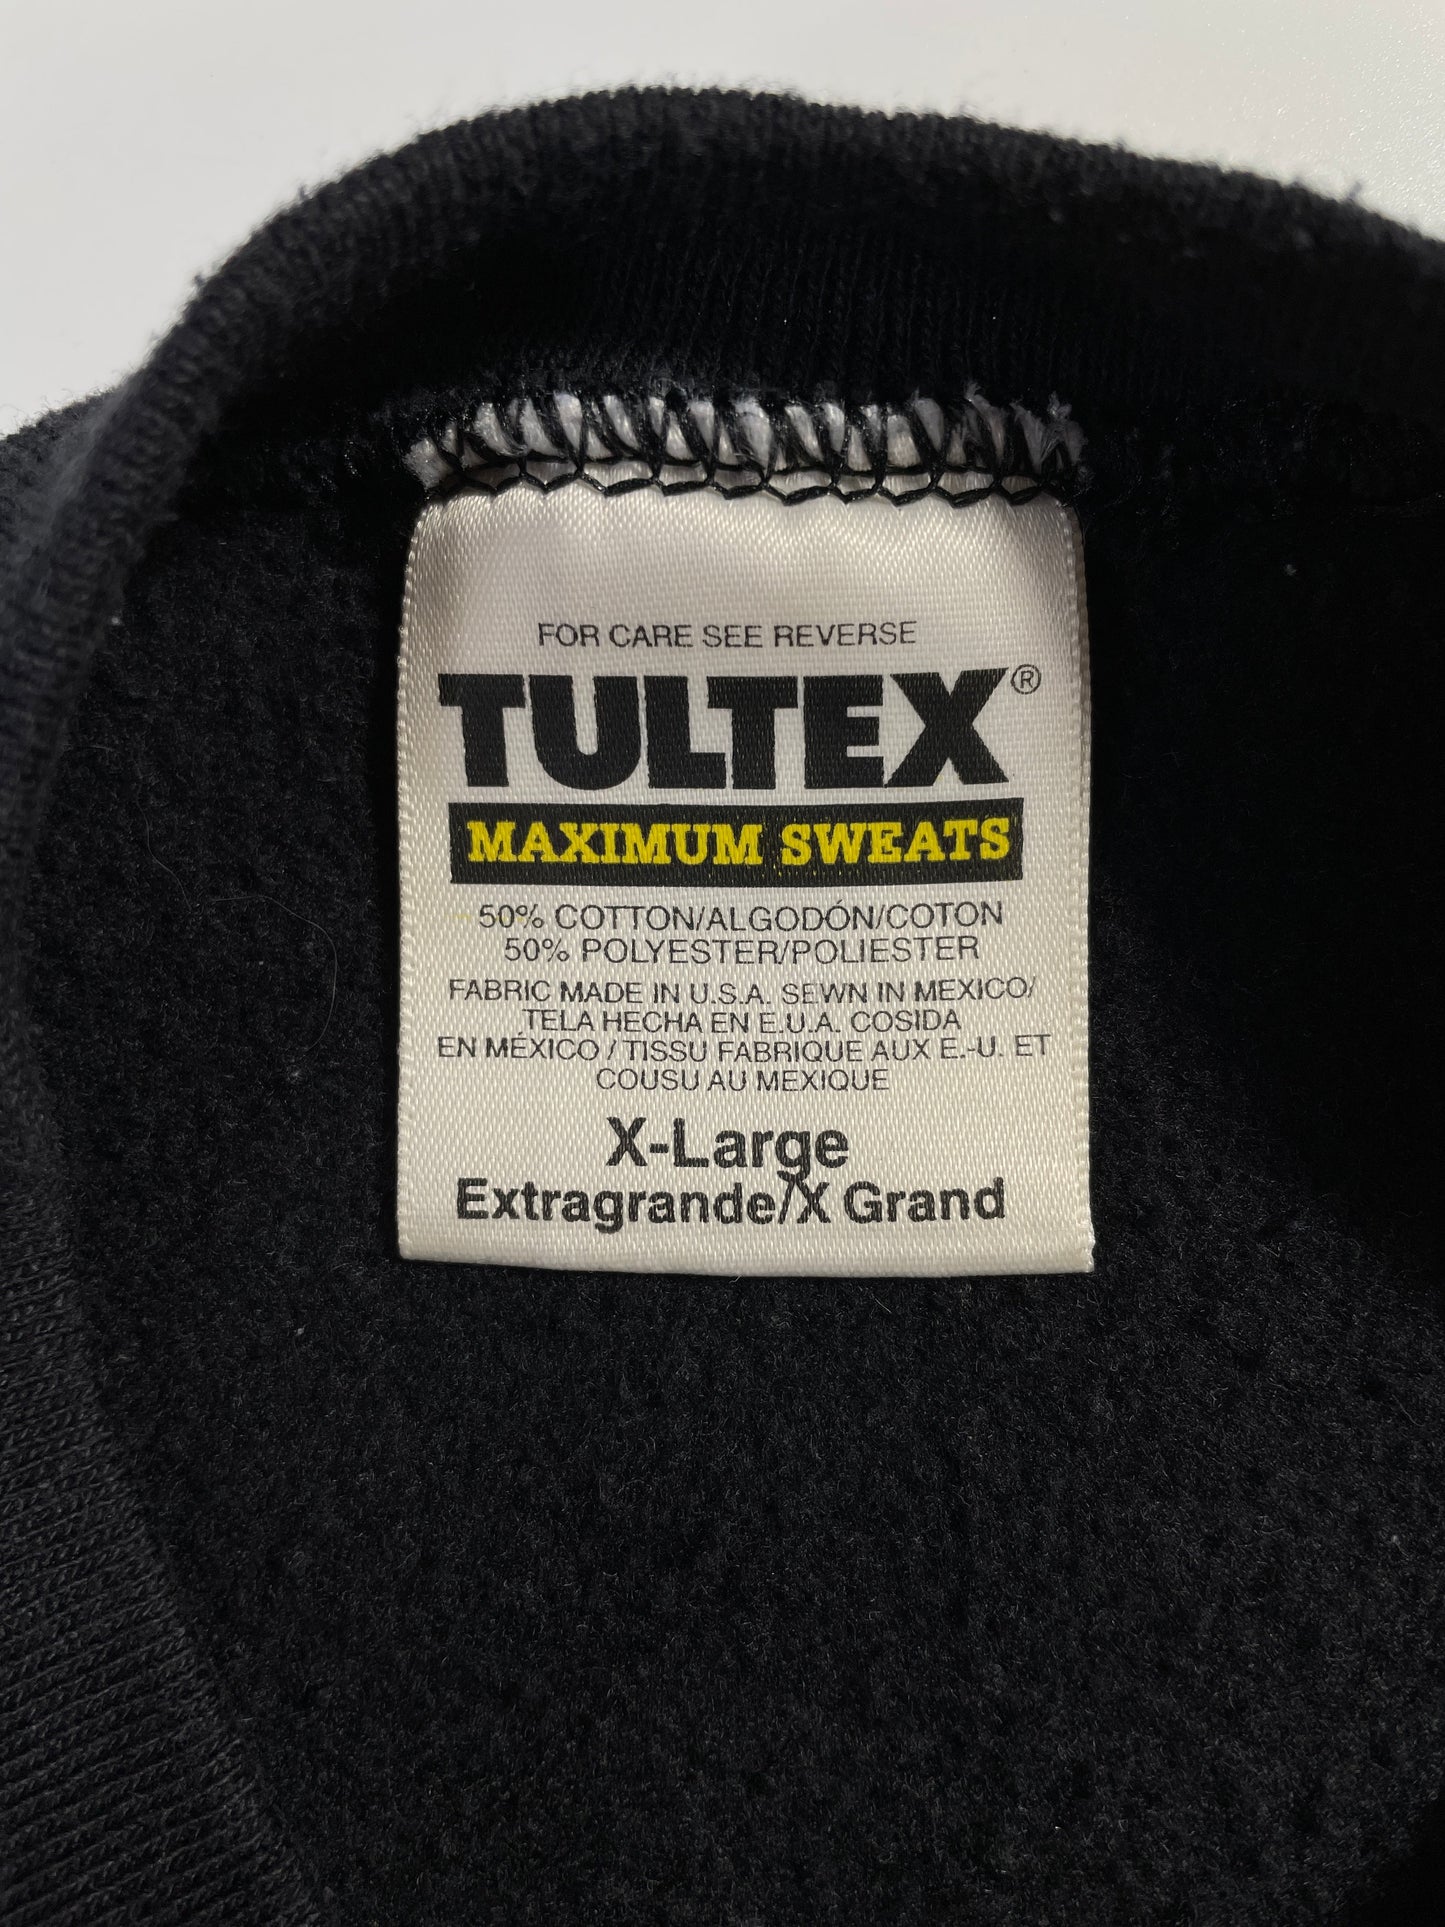 FOR CARE SEE REVERSE
TULTEX®
MAXIMUM SWEATS
50% COTTON/ALGODÓN/COTON
50% POLYESTER/POLIESTER
FABRIC MADE IN U.S.A. SEWN IN MEXICO/
TELA HECHA EN E.U.A. COSIDA
EN MÉXICO / TISSU FABRIQUE AUX E.-U. ET
COUSU AU MEXIQUE
X-Large
Extragrande/X Grand